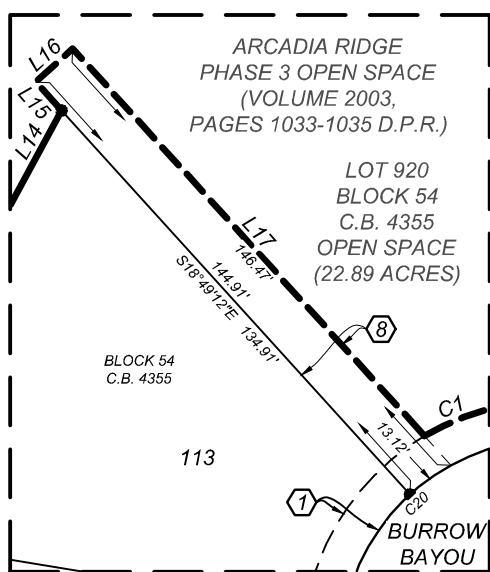 ARCADIA RIDGE
PHASE 3 OPEN SPACE
(VOLUME 2003,
PAGES 1033-1035 D.P.R.)
L16
L15
L14
LOT 920
BLOCK 54
C.B. 4355
OPEN SPACE
(22.89 ACRES)
L17
146.47'
144.91'
S18°49'12"E
134.91'
8
BLOCK 54
C.B. 4355
C1
13.12'
113
1
C20
BURROW
BAYOU